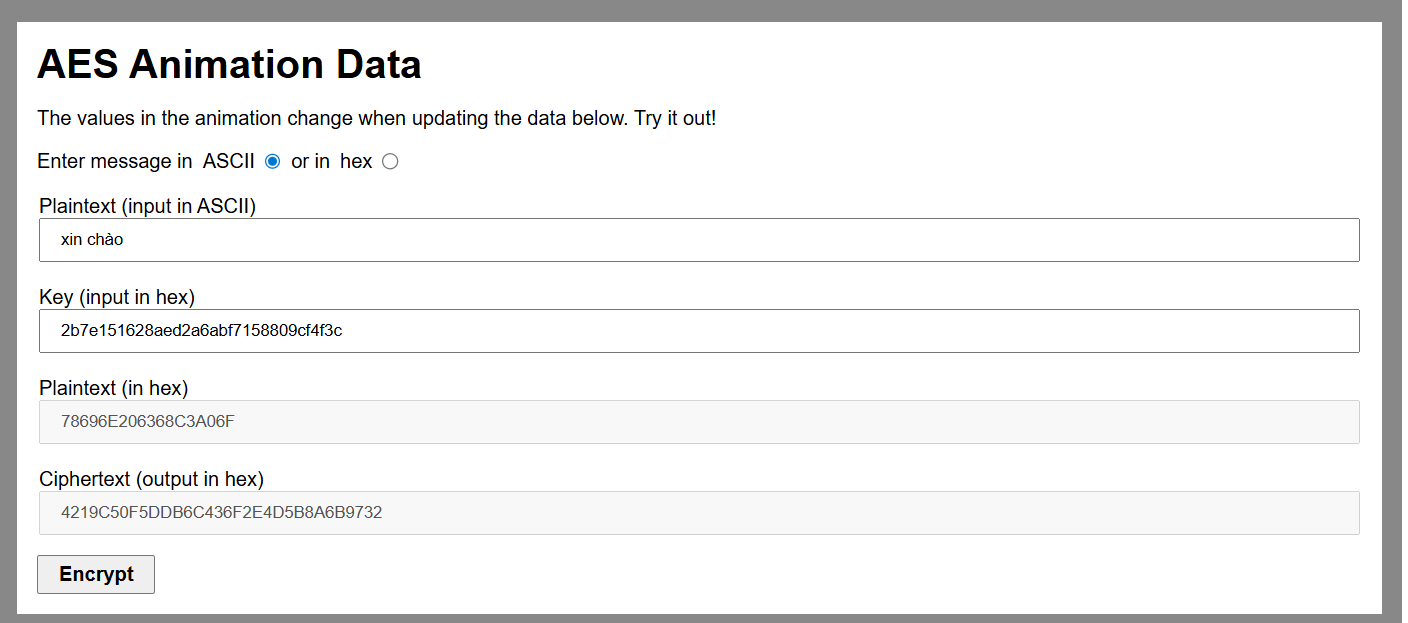 AES Animation Data
The values in the animation change when updating the data below. Try it out!
Enter message in ASCII or in hex
Plaintext (input in ASCII)
xin chào
Key (input in hex)
2b7e151628aed2a6abf7158809cf4f3c
Plaintext (in hex)
78696E206368C3A06F
Ciphertext (output in hex)
4219C50F5DDB6C436F2E4D5B8A6B9732
Encrypt